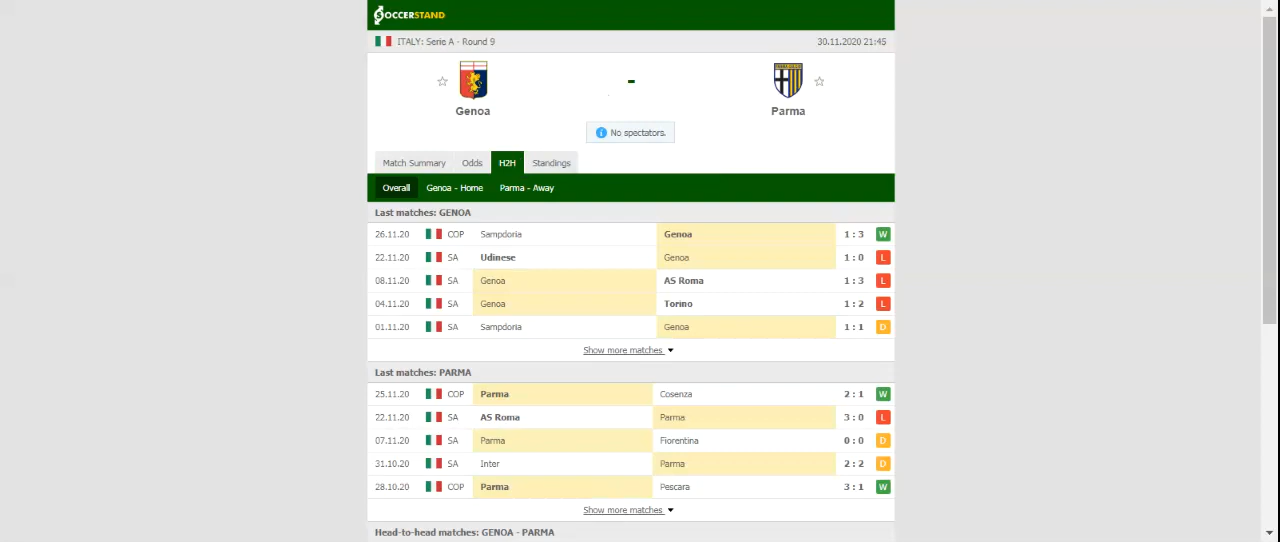 SOCCERSTAND
ITALY: Serie A - Round 9 30.11.2020 21:45
-
Genoa Parma
No spectators.
Match Summary Odds H2H Standings
Overall Genoa - Home Parma - Away
Last matches: GENOA
26.11.20 COP Sampdoria Genoa 1 : 3 W
22.11.20 SA Udinese Genoa 1 : 0 L
08.11.20 SA Genoa AS Roma 1 : 3 L
04.11.20 SA Genoa Torino 1 : 2 L
01.11.20 SA Sampdoria Genoa 1 : 1 D
Show more matches
Last matches: PARMA
25.11.20 COP Parma Cosenza 2 : 1 W
22.11.20 SA AS Roma Parma 3 : 0 L
07.11.20 SA Parma Fiorentina 0 : 0 D
31.10.20 SA Inter Parma 2 : 2 D
28.10.20 COP Parma Pescara 3 : 1 W
Show more matches
Head-to-head matches: GENOA - PARMA